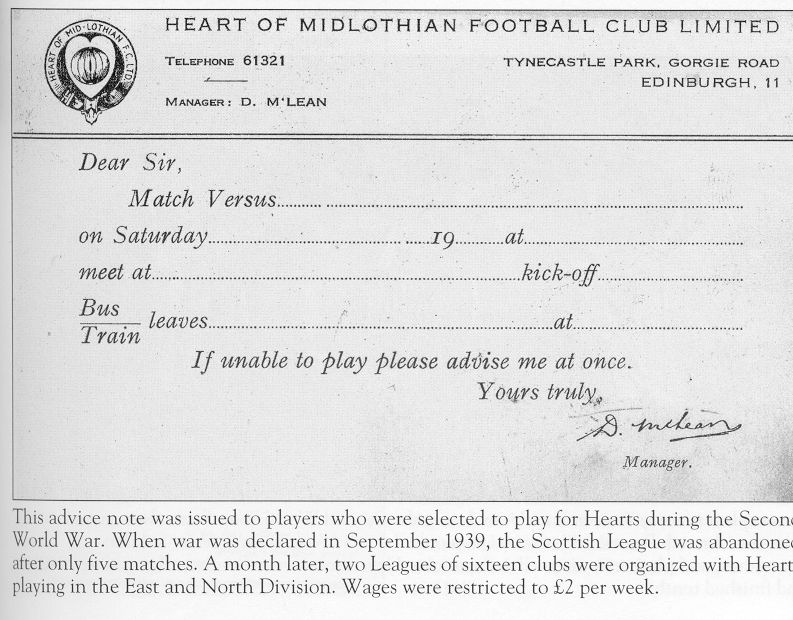 HEART OF MIDLOTHIAN FOOTBALL CLUB LIMITED
HEART OF MID-LOTHIAN F.C. LTD.
TELEPHONE 61321
TYNECASTLE PARK, GORGIE ROAD
EDINBURGH, 11
MANAGER: D. M'LEAN
Dear Sir,
Match Versus
on Saturday 19 at
meet at kick-off
Bus
Train leaves at
If unable to play please advise me at once.
Yours truly,
D. McLean
Manager.
This advice note was issued to players who were selected to play for Hearts during the Second
World War. When war was declared in September 1939, the Scottish League was abandone
after only five matches. A month later, two Leagues of sixteen clubs were organized with Heart
playing in the East and North Division. Wages were restricted to £2 per week.